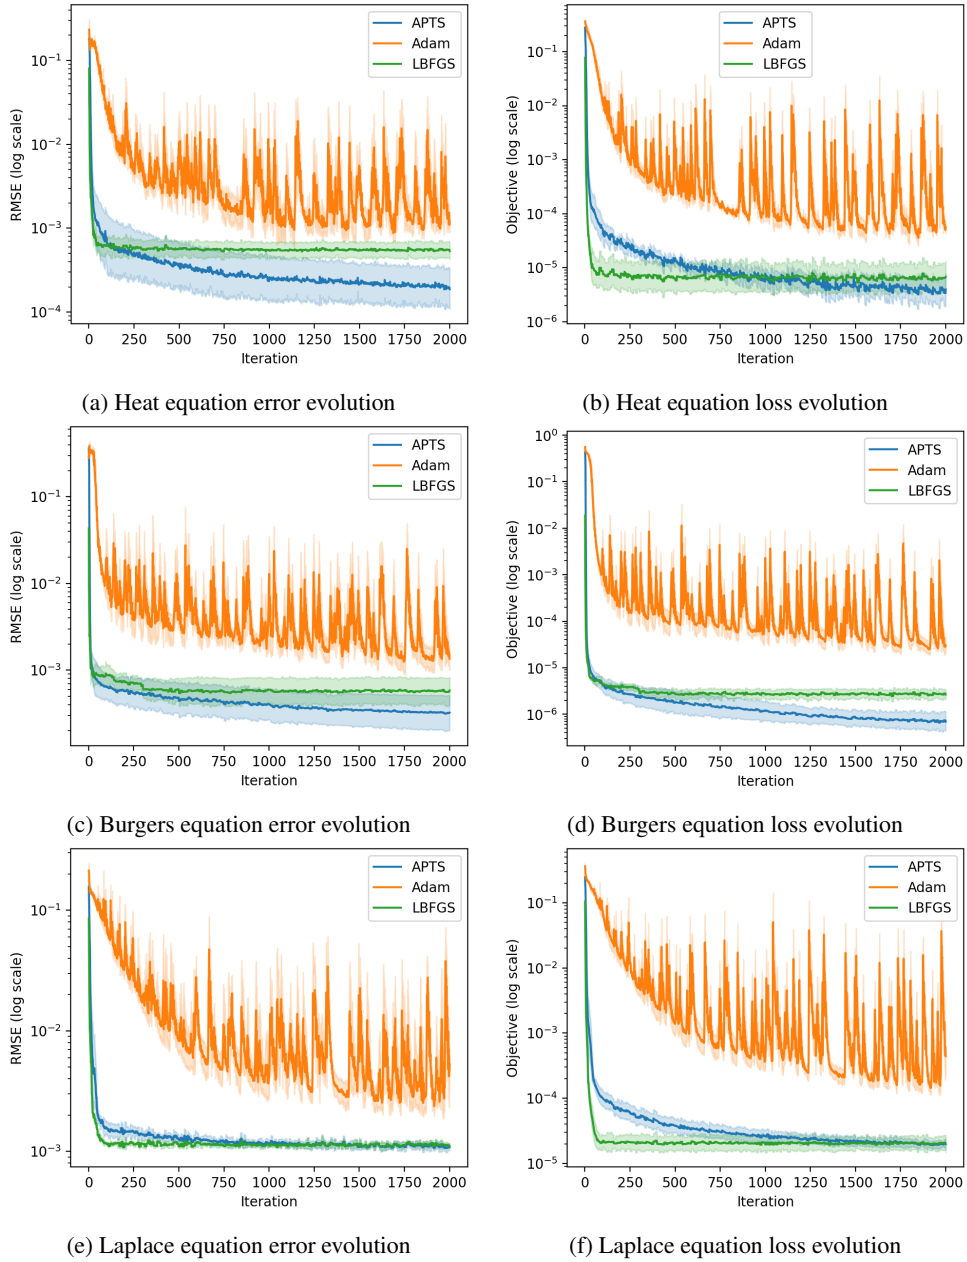 APTS
Adam
LBFGS
RMSE (log scale)
10⁻¹
10⁻²
10⁻³
10⁻⁴
0 250 500 750 1000 1250 1500 1750 2000
Iteration
(a) Heat equation error evolution
APTS
Adam
LBFGS
Objective (log scale)
10⁻¹
10⁻²
10⁻³
10⁻⁴
10⁻⁵
10⁻⁶
0 250 500 750 1000 1250 1500 1750 2000
Iteration
(b) Heat equation loss evolution
APTS
Adam
LBFGS
RMSE (log scale)
10⁻¹
10⁻²
10⁻³
0 250 500 750 1000 1250 1500 1750 2000
Iteration
(c) Burgers equation error evolution
APTS
Adam
LBFGS
Objective (log scale)
10⁰
10⁻¹
10⁻²
10⁻³
10⁻⁴
10⁻⁵
10⁻⁶
0 250 500 750 1000 1250 1500 1750 2000
Iteration
(d) Burgers equation loss evolution
APTS
Adam
LBFGS
RMSE (log scale)
10⁻¹
10⁻²
10⁻³
0 250 500 750 1000 1250 1500 1750 2000
Iteration
(e) Laplace equation error evolution
APTS
Adam
LBFGS
Objective (log scale)
10⁻¹
10⁻²
10⁻³
10⁻⁴
10⁻⁵
0 250 500 750 1000 1250 1500 1750 2000
Iteration
(f) Laplace equation loss evolution